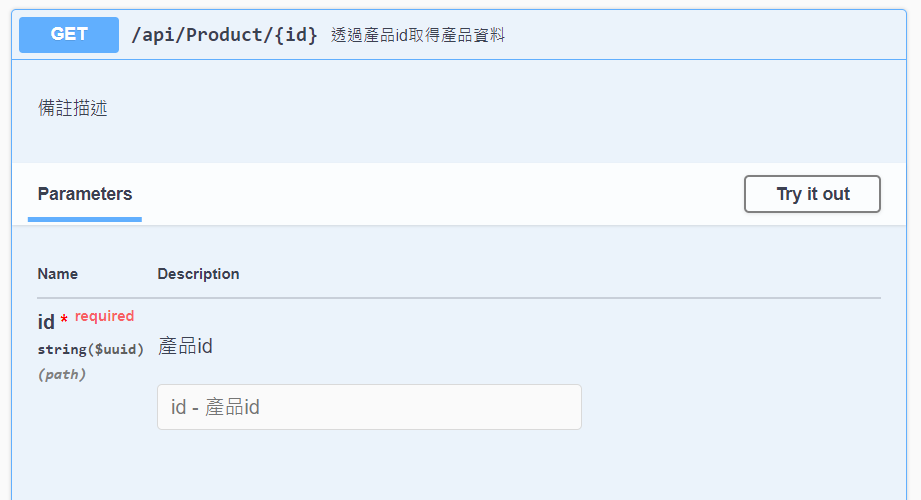 GET /api/Product/{id} 透過產品id取得產品資料
備註描述
Parameters Try it out
Name Description
id * required
string($uuid) 產品id
(path)
id - 產品id